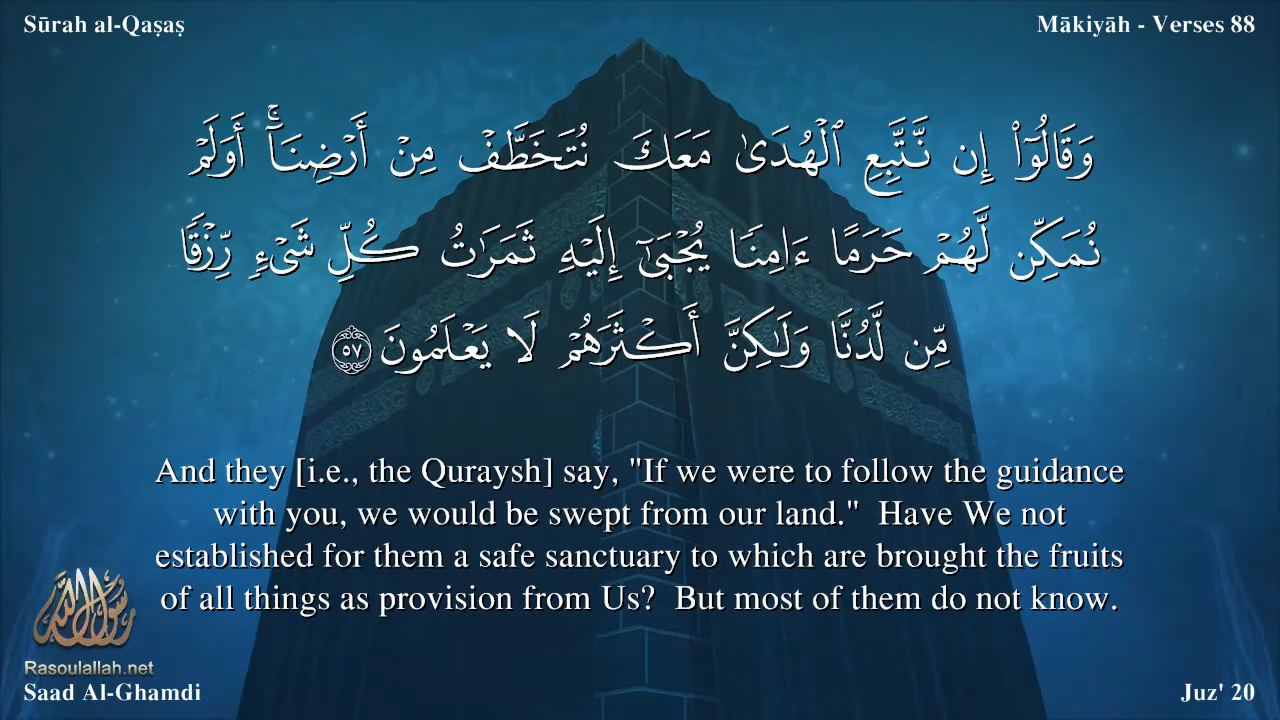 Sūrah al-Qaṣaṣ
Mākiyāh - Verses 88
وَقَالُوٓا۟ إِن نَّتَّبِعِ ٱلْهُدَىٰ مَعَكَ نُتَخَطَّفْ مِنْ أَرْضِنَآ ۚ أَوَلَمْ
نُمَكِّن لَّهُمْ حَرَمًا ءَامِنًا يُجْبَىٰٓ إِلَيْهِ ثَمَرَٰتُ كُلِّ شَىْءٍ رِّزْقًا
مِّن لَّدُنَّا وَلَـٰكِنَّ أَكْثَرَهُمْ لَا يَعْلَمُونَ ٥٧
And they [i.e., the Quraysh] say, "If we were to follow the guidance
with you, we would be swept from our land."  Have We not
established for them a safe sanctuary to which are brought the fruits
of all things as provision from Us?  But most of them do not know.
رسول الله
Rasoulallah.net
Saad Al-Ghamdi
Juz' 20